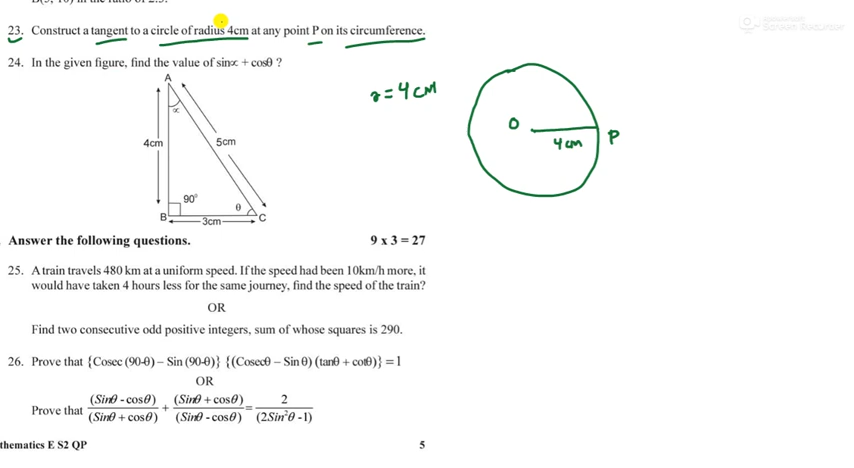 23. Construct a tangent to a circle of radius 4cm at any point P on its circumference.
24. In the given figure, find the value of sin∝ + cosθ ?
A
r = 4 cm
∝
O
4cm
5cm
4 cm
P
90°
θ
B
3cm
C
Answer the following questions. 9 x 3 = 27
25. A train travels 480 km at a uniform speed. If the speed had been 10km/h more, it
would have taken 4 hours less for the same journey, find the speed of the train?
OR
Find two consecutive odd positive integers, sum of whose squares is 290.
26. Prove that {Cosec (90-θ) – Sin (90-θ)} {(Cosecθ – Sin θ) (tanθ + cotθ)} = 1
OR
Prove that (Sinθ - cosθ)/(Sinθ + cosθ) + (Sinθ + cosθ)/(Sinθ - cosθ) = 2/(2Sin²θ -1)
thematics E S2 QP 5